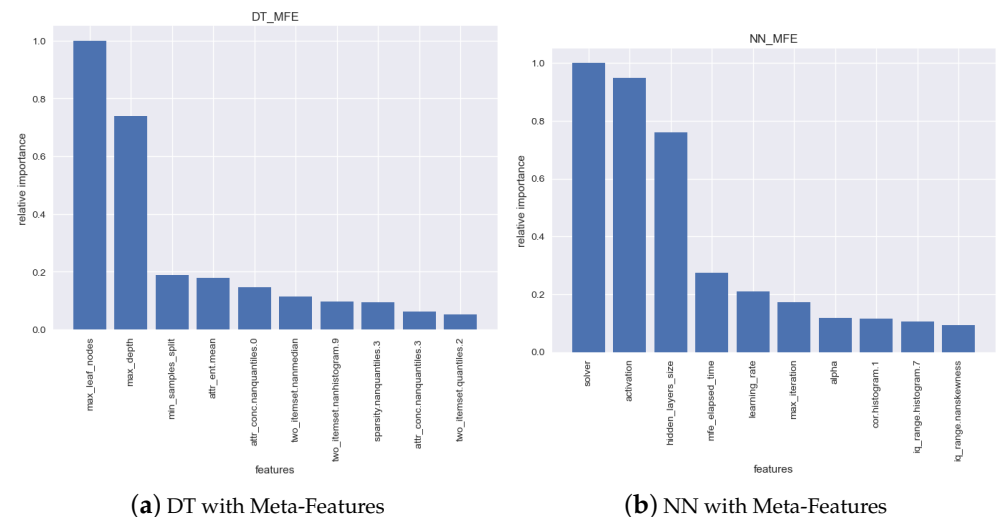 DT_MFE
1.0
0.8
0.6
0.4
0.2
0.0
relative importance
max_leaf_nodes
max_depth
min_samples_split
attr_ent.mean
attr_conc.nanquantiles.0
two_itemset.nanmedian
two_itemset.nanhistogram.9
sparsity.nanquantiles.3
attr_conc.nanquantiles.3
two_itemset.quantiles.2
features
(a) DT with Meta-Features
NN_MFE
1.0
0.8
0.6
0.4
0.2
0.0
relative importance
solver
activation
hidden_layers_size
mfe_elapsed_time
learning_rate
max_iteration
alpha
cor.histogram.1
iq_range.histogram.7
iq_range.nanskewness
features
(b) NN with Meta-Features